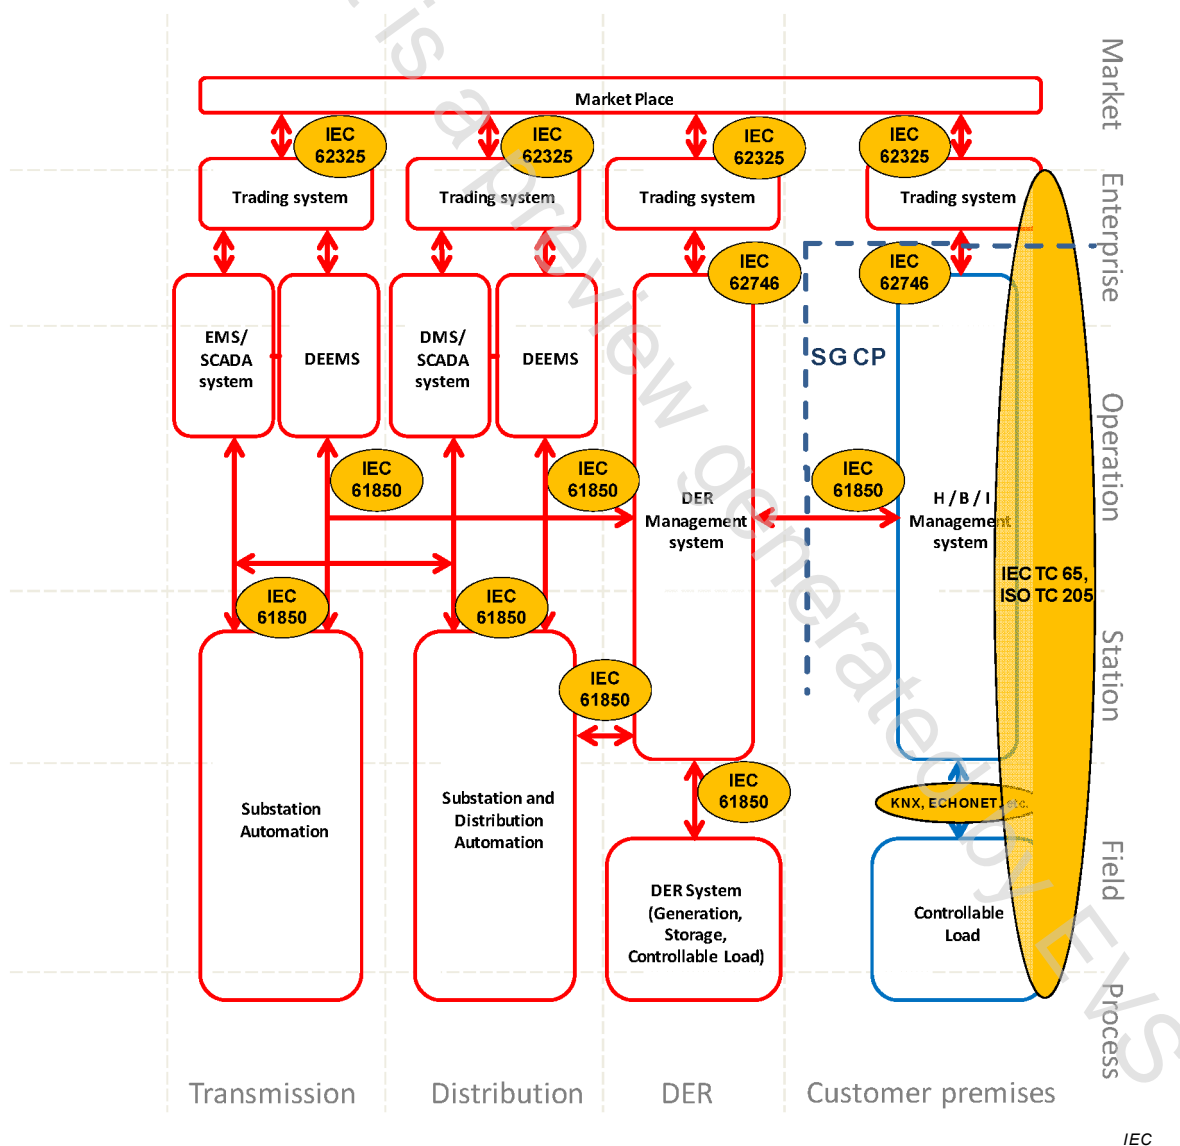 Market
Market Place
IEC
62325
IEC
62325
IEC
62325
IEC
62325
Trading system
Trading system
Trading system
Trading system
Enterprise
IEC
62746
IEC
62746
EMS/
SCADA
system
DEEMS
DMS/
SCADA
system
DEEMS
SG CP
Operation
IEC
61850
IEC
61850
IEC
61850
DER
Management
system
H / B / I
Management
system
IEC TC 65,
ISO TC 205
IEC
61850
IEC
61850
Station
IEC
61850
IEC
61850
KNX, ECHONET, etc.
Substation
Automation
Substation and
Distribution
Automation
Field
DER System
(Generation,
Storage,
Controllable Load)
Controllable
Load
Process
Transmission
Distribution
DER
Customer premises
IEC
is a preview generated by EVS